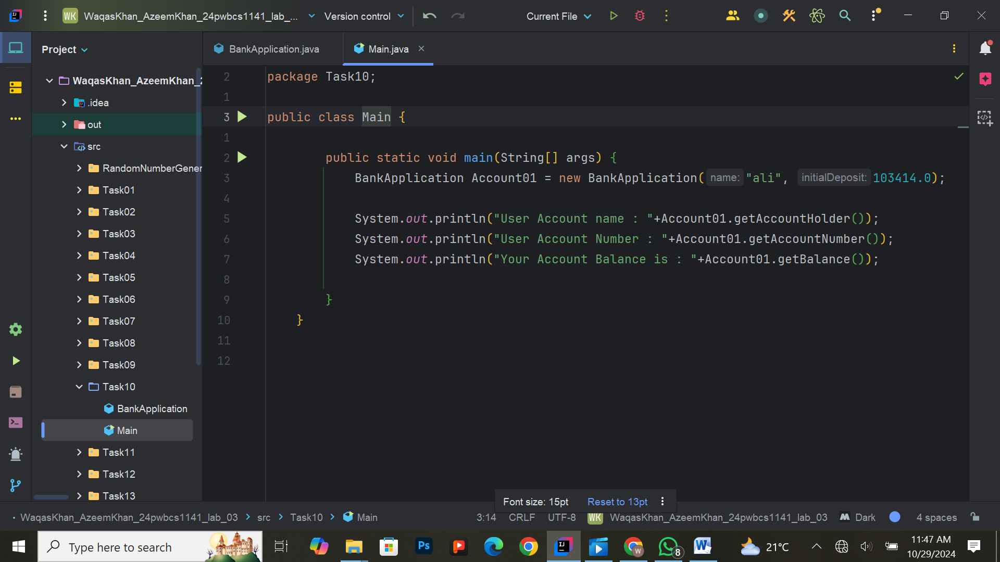 WK WaqasKhan_AzeemKhan_24pwbcs1141_lab_... Version control Current File
Project
BankApplication.java
Main.java
WaqasKhan_AzeemKhan_2
.idea
out
src
RandomNumberGener
Task01
Task02
Task03
Task04
Task05
Task06
Task07
Task08
Task09
Task10
BankApplication
Main
Task11
Task12
Task13
2 package Task10;
1
3 public class Main {
1
2 public static void main(String[] args) {
3 BankApplication Account01 = new BankApplication( name: "ali", initialDeposit: 103414.0);
4
5 System.out.println("User Account name : "+Account01.getAccountHolder());
6 System.out.println("User Account Number : "+Account01.getAccountNumber());
7 System.out.println("Your Account Balance is : "+Account01.getBalance());
8
9 }
10 }
11
12
Font size: 15pt Reset to 13pt
WaqasKhan_AzeemKhan_24pwbcs1141_lab_03 > src > Task10 > Main 3:14 CRLF UTF-8 WK WaqasKhan_AzeemKhan_24pwbcs1141_lab_03 Dark 4 spaces
Type here to search
Ps
8
21°C
11:47 AM
10/29/2024